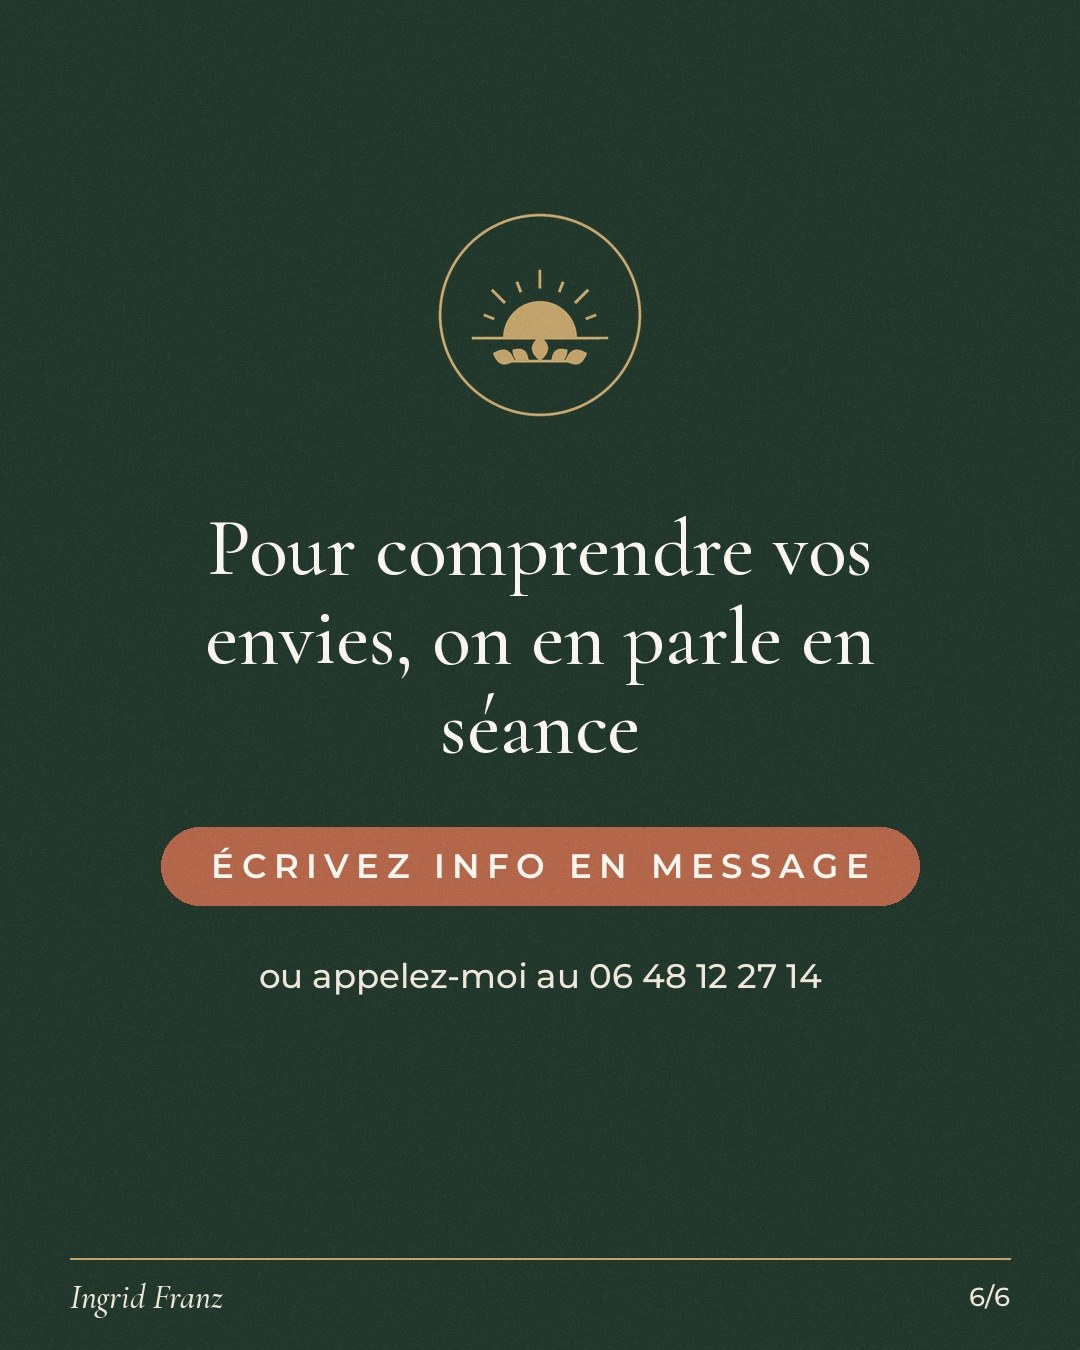 Pour comprendre vos
envies, on en parle en
séance
ÉCRIVEZ INFO EN MESSAGE
ou appelez-moi au 06 48 12 27 14
Ingrid Franz
6/6